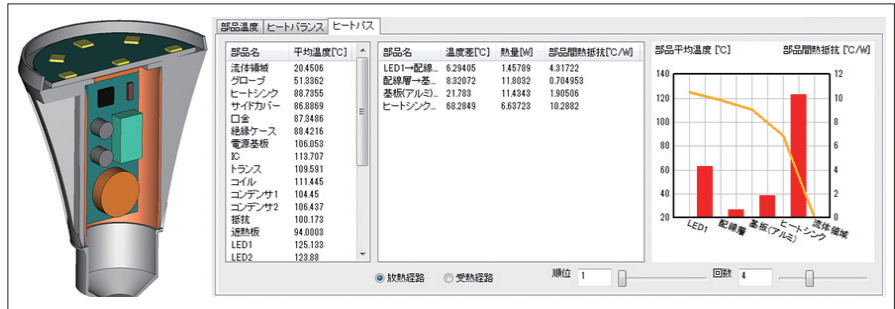 部品温度 ヒートバランス ヒートパス
部品名 平均温度[℃]
流体領域 20.4506
グローブ 51.3362
ヒートシンク 88.7355
サイドカバー 86.8869
口金 87.3486
絶縁ケース 88.4216
電源基板 106.053
IC 113.707
トランス 109.591
コイル 111.445
コンデンサ1 104.45
コンデンサ2 106.437
抵抗 100.173
遮熱板 94.0003
LED1 125.133
LED2 123.88
部品名 温度差[℃] 熱量[W] 部品間熱抵抗[℃/W]
LED1→配線… 6.29405 1.45789 4.31722
配線層→基… 8.32072 11.8032 0.704953
基板(アルミ)… 21.783 11.4343 1.90506
ヒートシンク… 68.2849 6.63723 10.2882
部品平均温度 [℃] 部品間熱抵抗 [℃/W]
140 12
120 10
100 8
80 6
60 4
40 2
20 0
LED1 配線層 基板(アルミ) ヒートシンク 流体領域
放熱経路 受熱経路 順位 1 回数 4